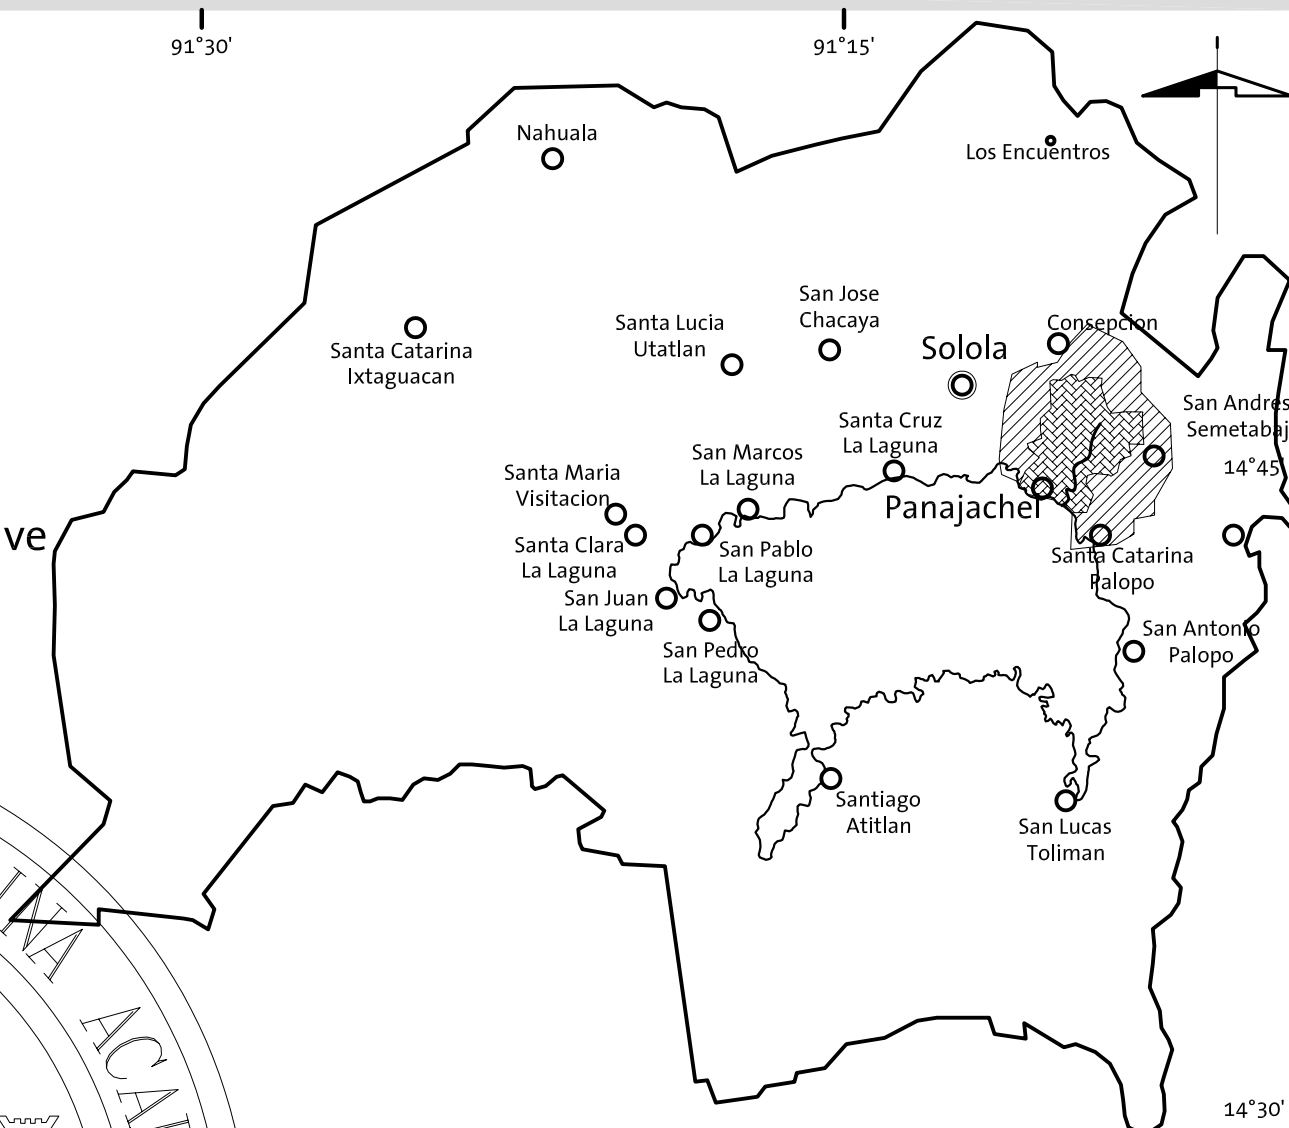 91°30'
91°15'
Nahuala
Los Encuentros
San Jose
Chacaya
Santa Lucia
Utatlan
Consepcion
Santa Catarina
Ixtaguacan
Solola
San Andres
Semetabaj
Santa Cruz
La Laguna
14°45'
San Marcos
La Laguna
Santa Maria
Visitacion
Panajachel
ve
Santa Clara
La Laguna
San Pablo
La Laguna
Santa Catarina
Palopo
San Juan
La Laguna
San Antonio
Palopo
San Pedro
La Laguna
Santiago
Atitlan
San Lucas
Toliman
INA ACA
14°30'